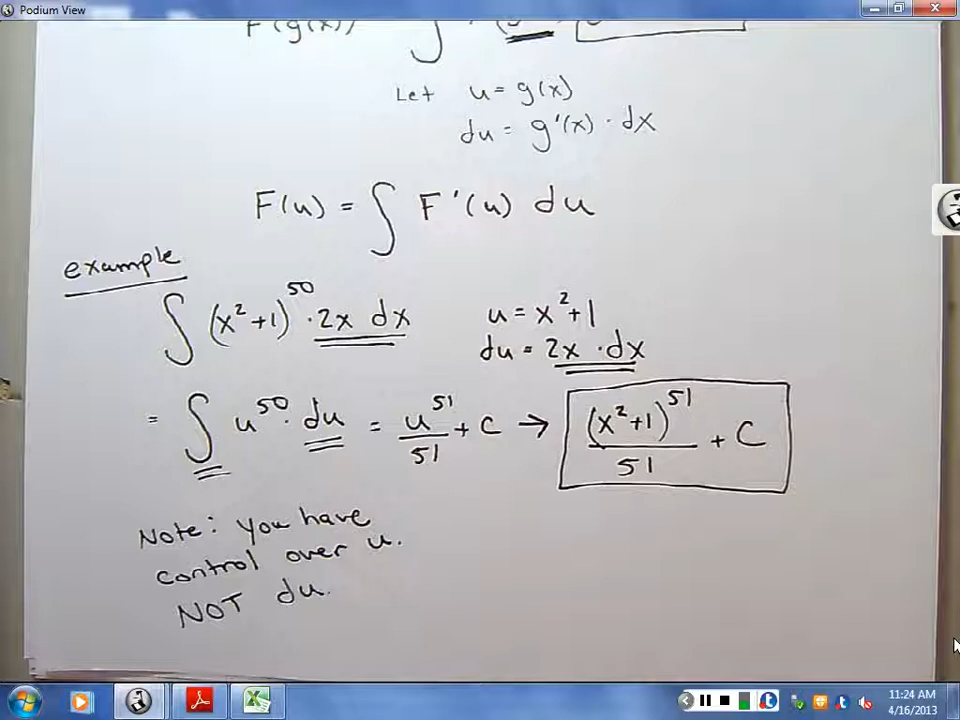 Podium View
F(g(x))
Let u = g(x)
du = g'(x) · dx
F(u) = ∫ F'(u) du
example
∫ (x²+1)⁵⁰ · 2x dx
u = x²+1
du = 2x · dx
= ∫ u⁵⁰ · du = u⁵¹/51 + C → (x²+1)⁵¹/51 + C
Note: you have
control over u.
NOT du.
11:24 AM
4/16/2013